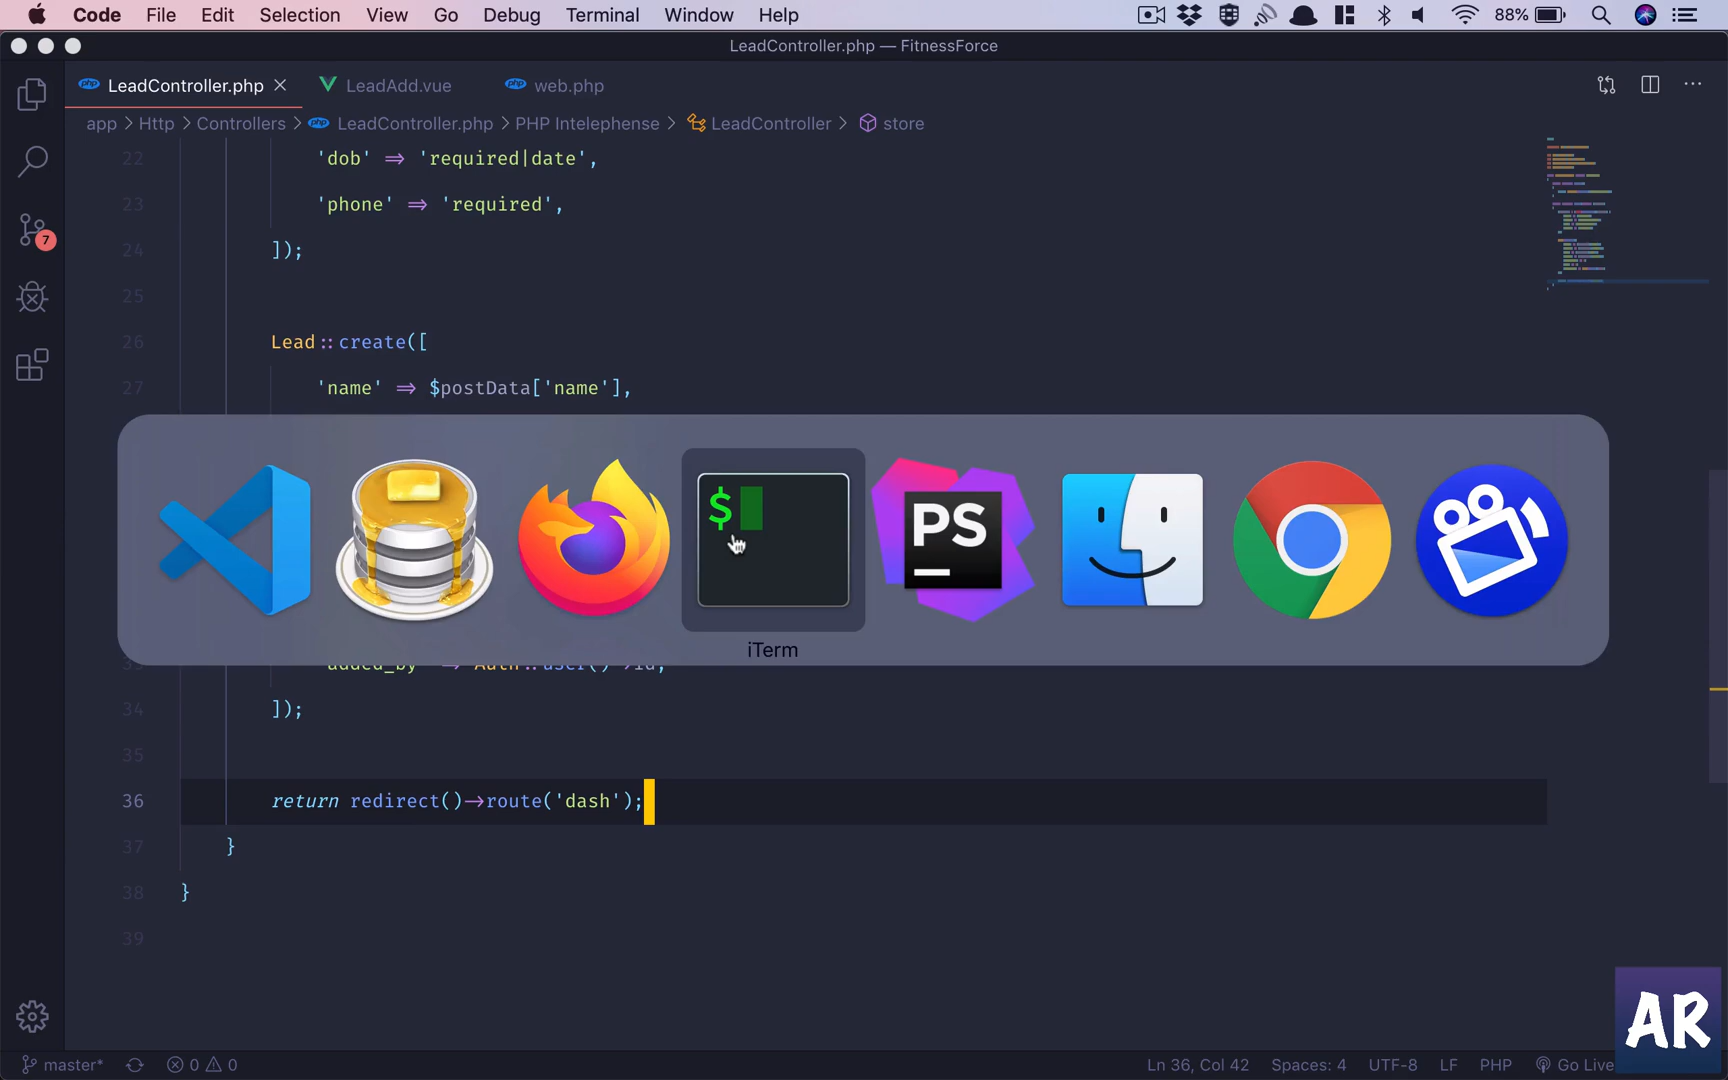 Code File Edit Selection View Go Debug Terminal Window Help 88%
LeadController.php — FitnessForce
LeadController.php LeadAdd.vue web.php
app > Http > Controllers > LeadController.php > PHP Intelephense > LeadController > store
22 'dob' => 'required|date',
23 'phone' => 'required',
24 ]);
25
26 Lead::create([
27 'name' => $postData['name'],
$
PS
iTerm
34 ]);
35
36 return redirect()->route('dash');
37 }
38 }
39
7
AR
master* 0 0 Ln 36, Col 42 Spaces: 4 UTF-8 LF PHP Go Live